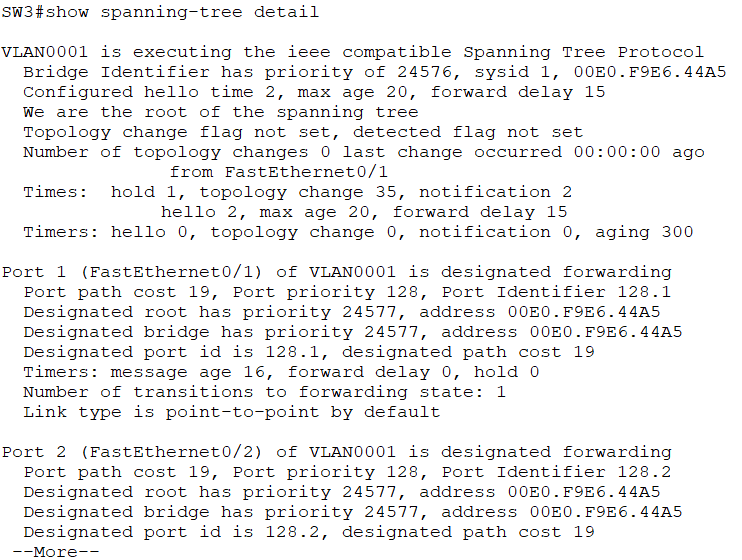 SW3#show spanning-tree detail
VLAN0001 is executing the ieee compatible Spanning Tree Protocol
Bridge Identifier has priority of 24576, sysid 1, 00E0.F9E6.44A5
Configured hello time 2, max age 20, forward delay 15
We are the root of the spanning tree
Topology change flag not set, detected flag not set
Number of topology changes 0 last change occurred 00:00:00 ago
from FastEthernet0/1
Times: hold 1, topology change 35, notification 2
hello 2, max age 20, forward delay 15
Timers: hello 0, topology change 0, notification 0, aging 300
Port 1 (FastEthernet0/1) of VLAN0001 is designated forwarding
Port path cost 19, Port priority 128, Port Identifier 128.1
Designated root has priority 24577, address 00E0.F9E6.44A5
Designated bridge has priority 24577, address 00E0.F9E6.44A5
Designated port id is 128.1, designated path cost 19
Timers: message age 16, forward delay 0, hold 0
Number of transitions to forwarding state: 1
Link type is point-to-point by default
Port 2 (FastEthernet0/2) of VLAN0001 is designated forwarding
Port path cost 19, Port priority 128, Port Identifier 128.2
Designated root has priority 24577, address 00E0.F9E6.44A5
Designated bridge has priority 24577, address 00E0.F9E6.44A5
Designated port id is 128.2, designated path cost 19
--More--